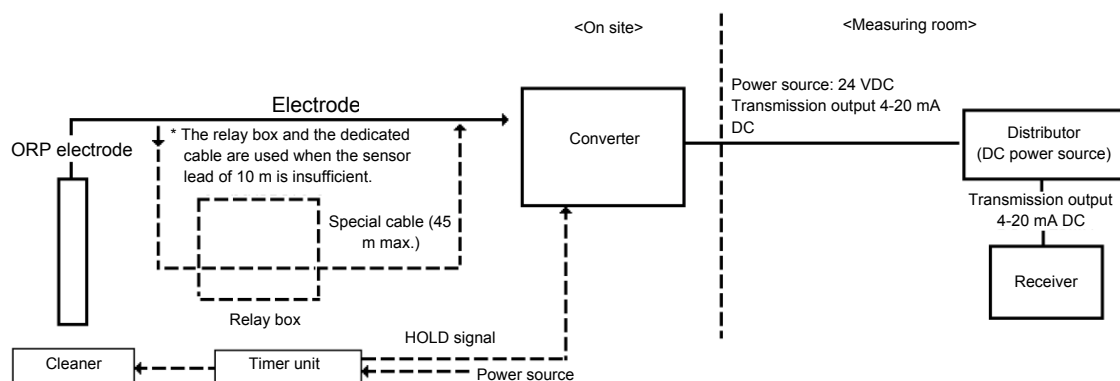 <On site>
<Measuring room>
Power source: 24 VDC
Transmission output 4-20 mA
DC
Electrode
* The relay box and the dedicated
cable are used when the sensor
lead of 10 m is insufficient.
ORP electrode
Converter
Distributor
(DC power source)
Transmission output
4-20 mA DC
Special cable (45
m max.)
Receiver
Relay box
HOLD signal
Cleaner
Timer unit
Power source